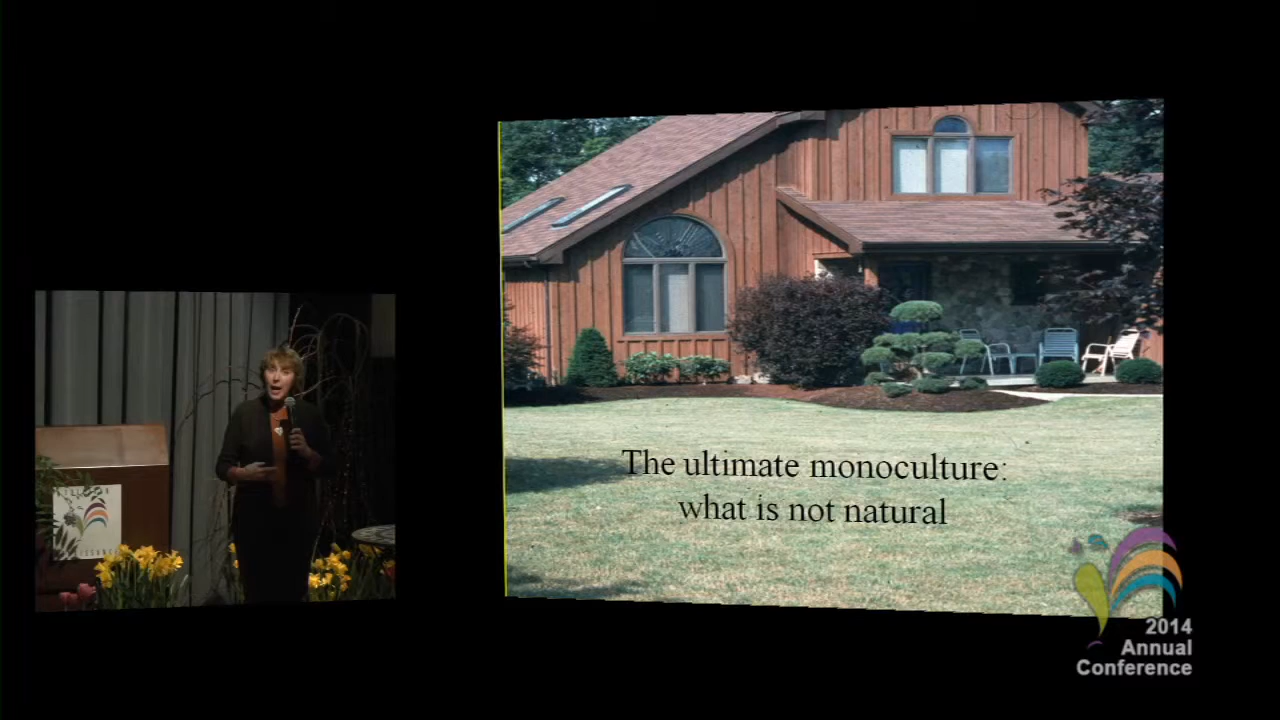 The ultimate monoculture:
what is not natural
2014
Annual
Conference